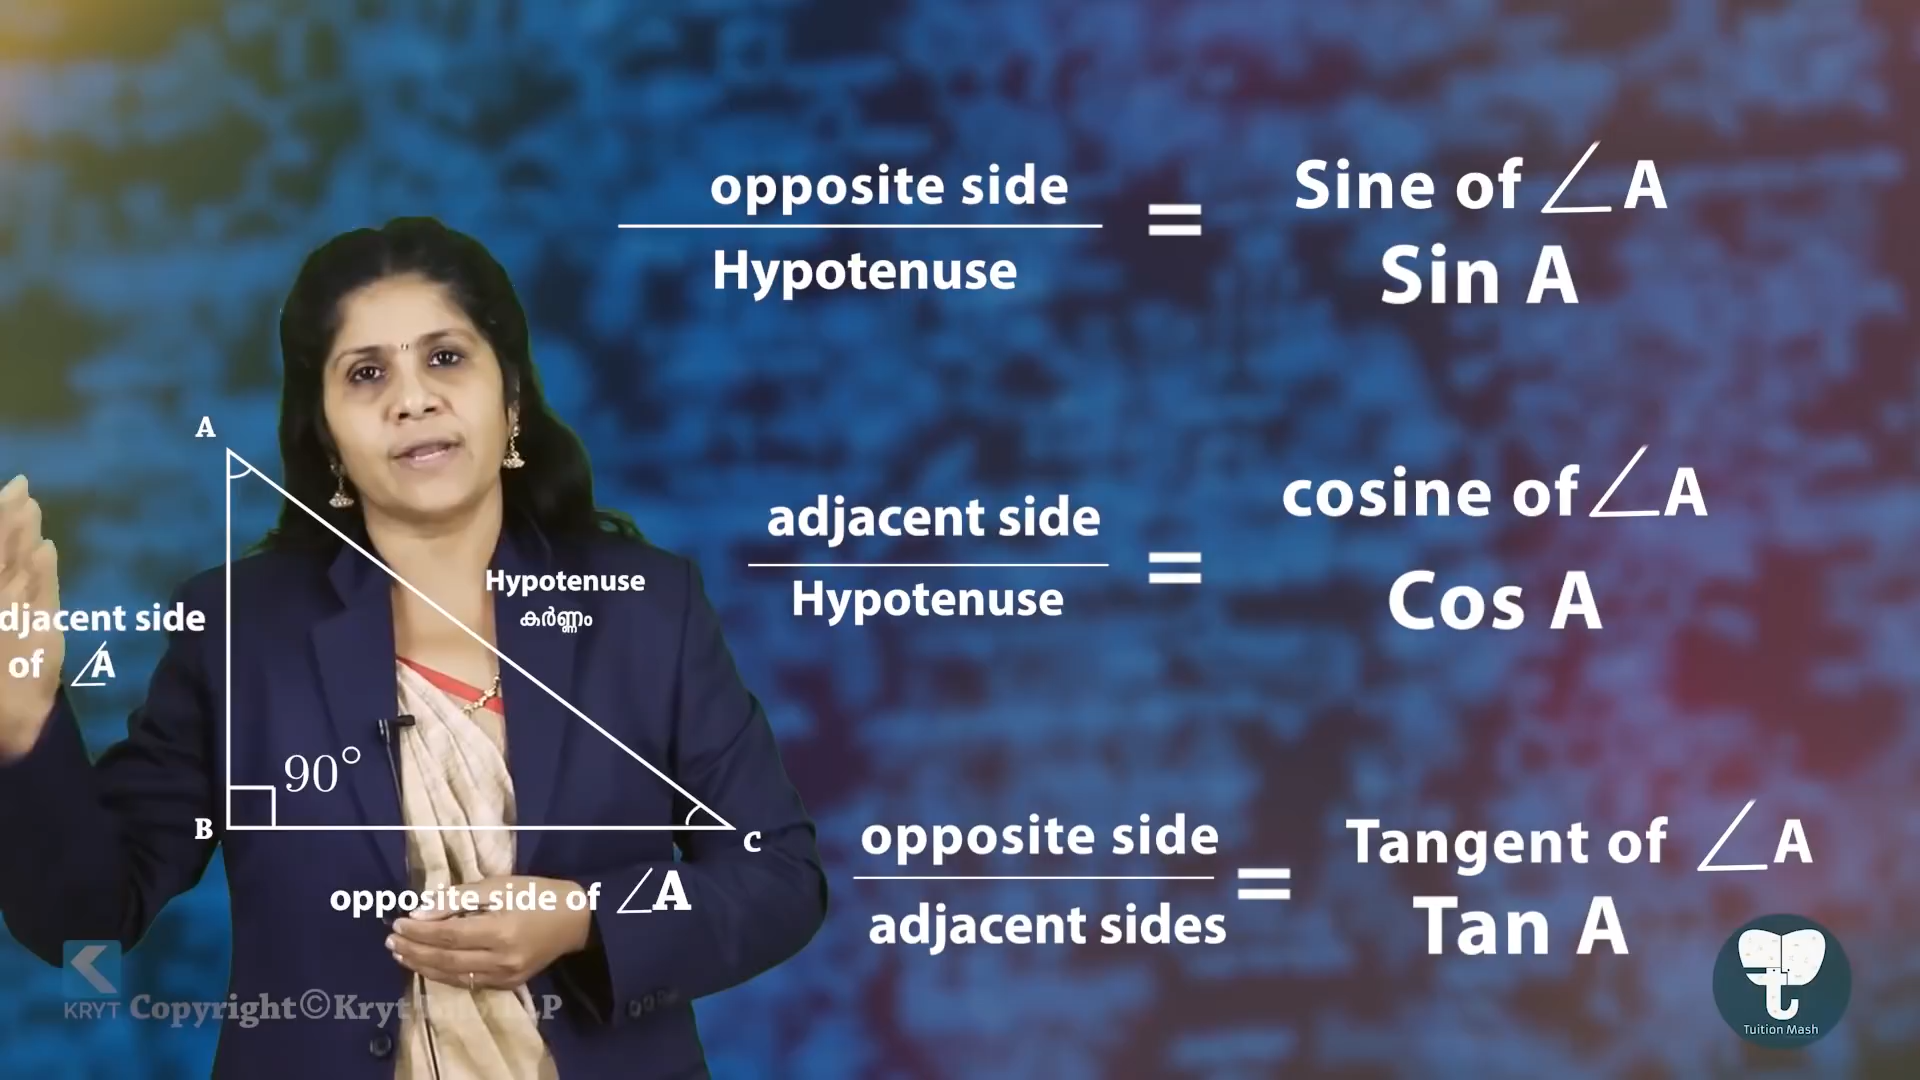 opposite side
Hypotenuse
=
Sine of ∠A
Sin A
A
Hypotenuse
കർണ്ണം
djacent side
of ∠A
adjacent side
Hypotenuse
=
cosine of ∠A
Cos A
90°
B
C
opposite side of ∠A
opposite side
adjacent sides
=
Tangent of ∠A
Tan A
KRYT Copyright©Kryt
LP
Tuition Mash